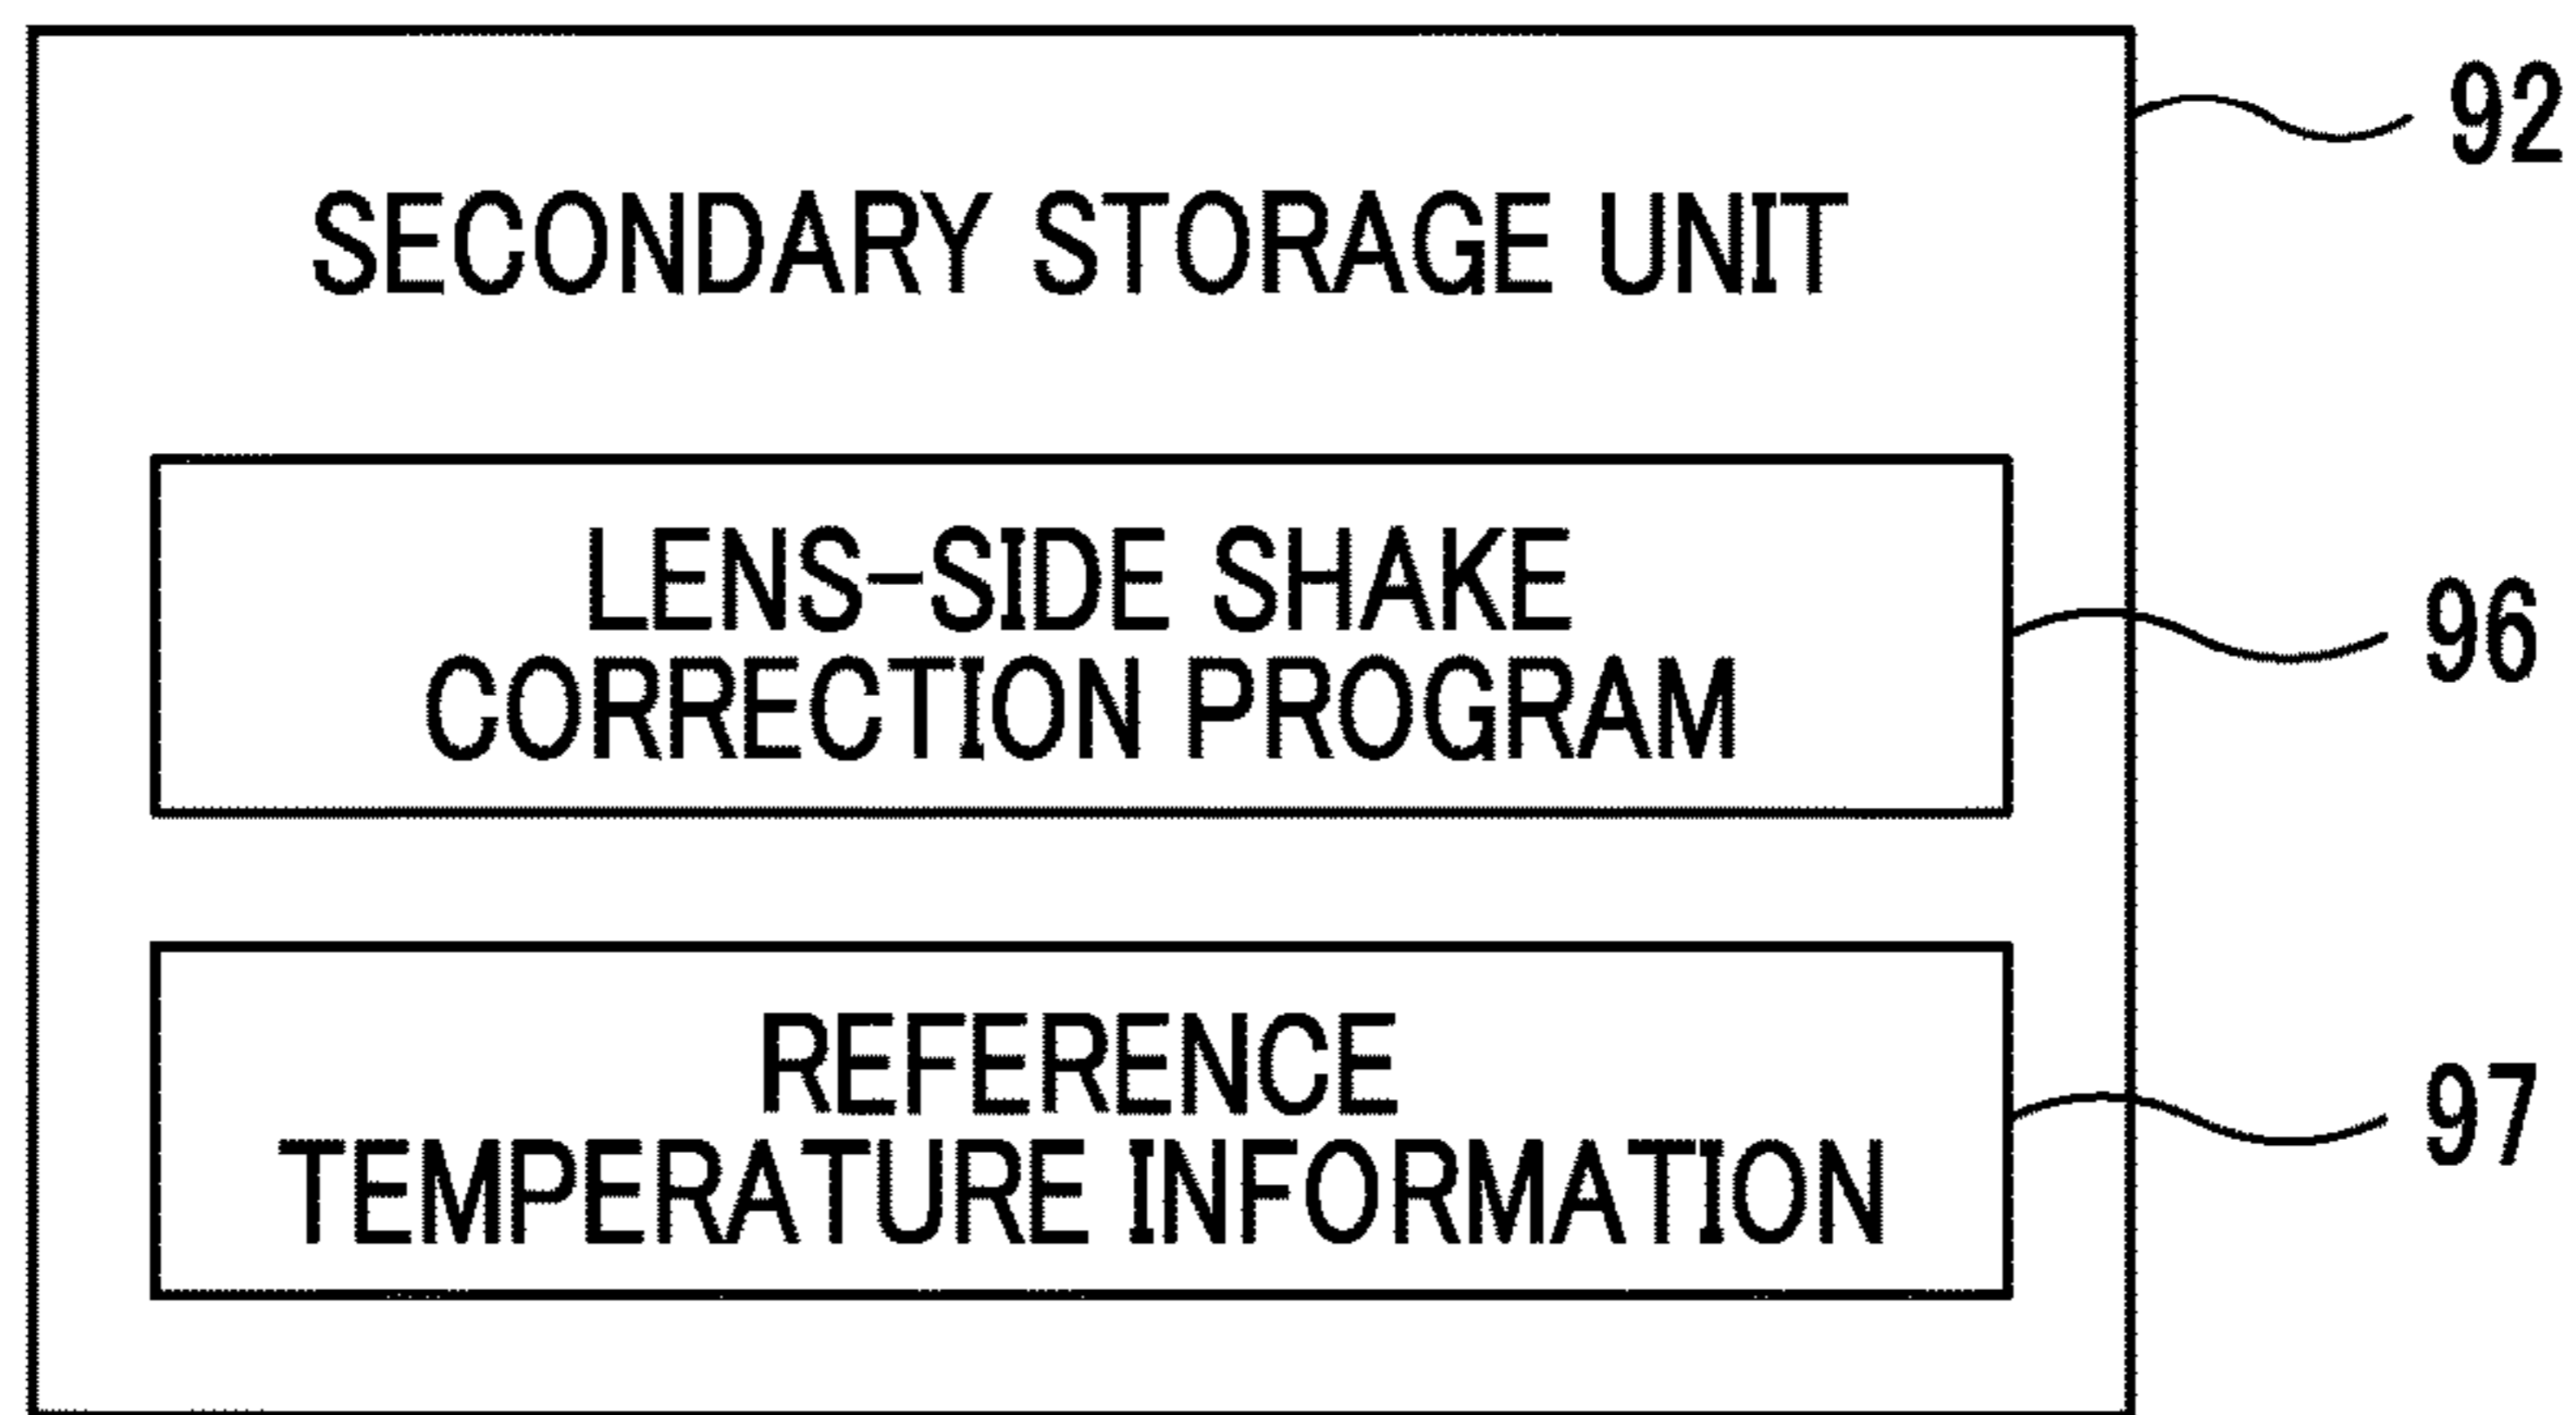 92
SECONDARY STORAGE UNIT
LENS-SIDE SHAKE
CORRECTION PROGRAM
96
REFERENCE
TEMPERATURE INFORMATION
97